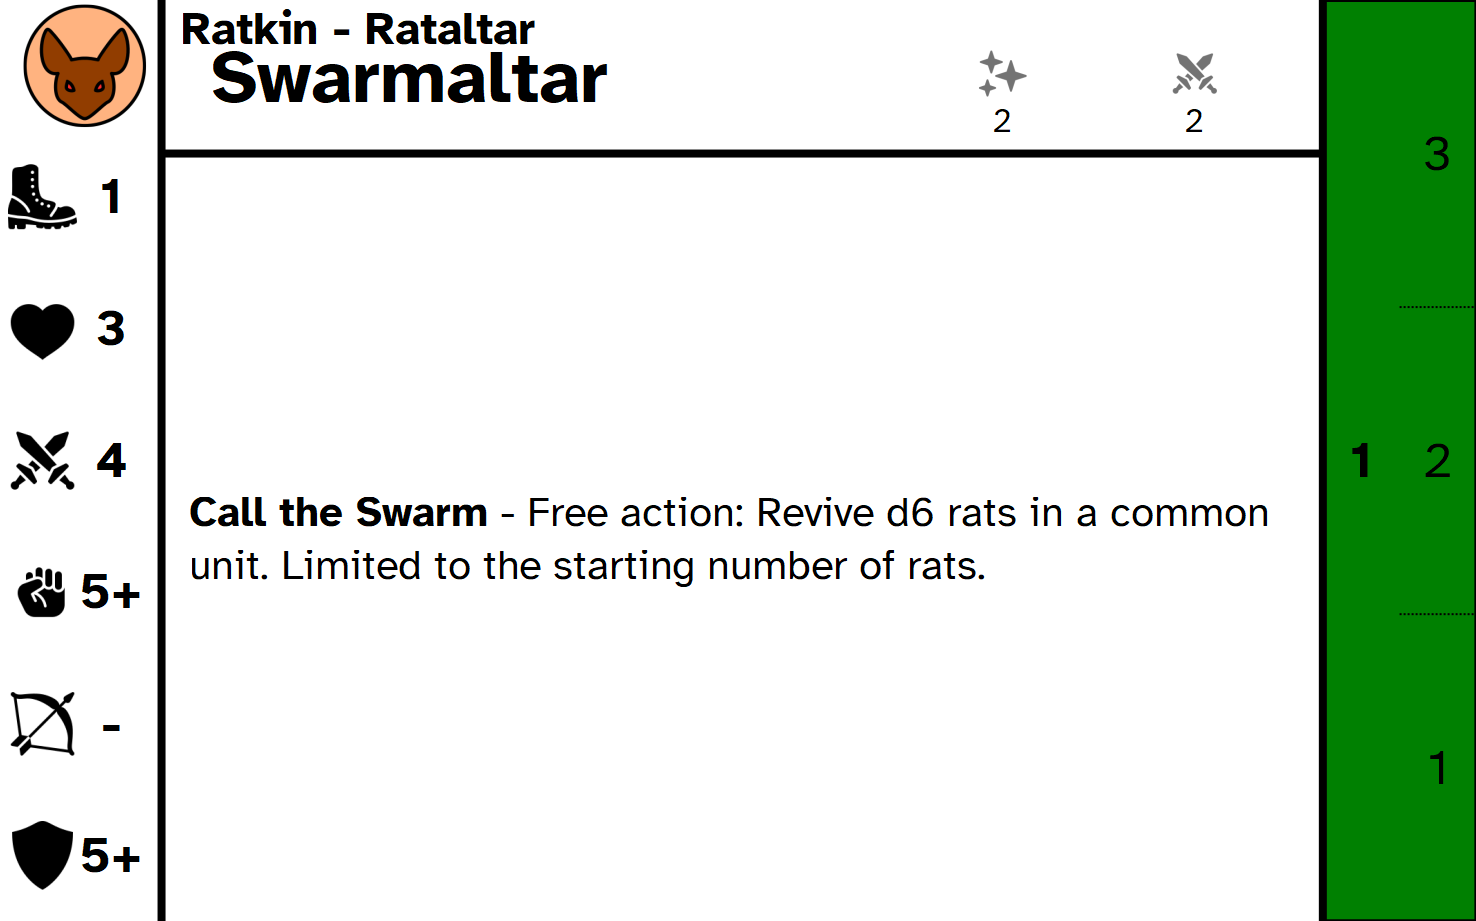 Ratkin - Rataltar
Swarmaltar
2
2
1
3
4
5+
-
5+
Call the Swarm - Free action: Revive d6 rats in a common
unit. Limited to the starting number of rats.
3
1 2
1